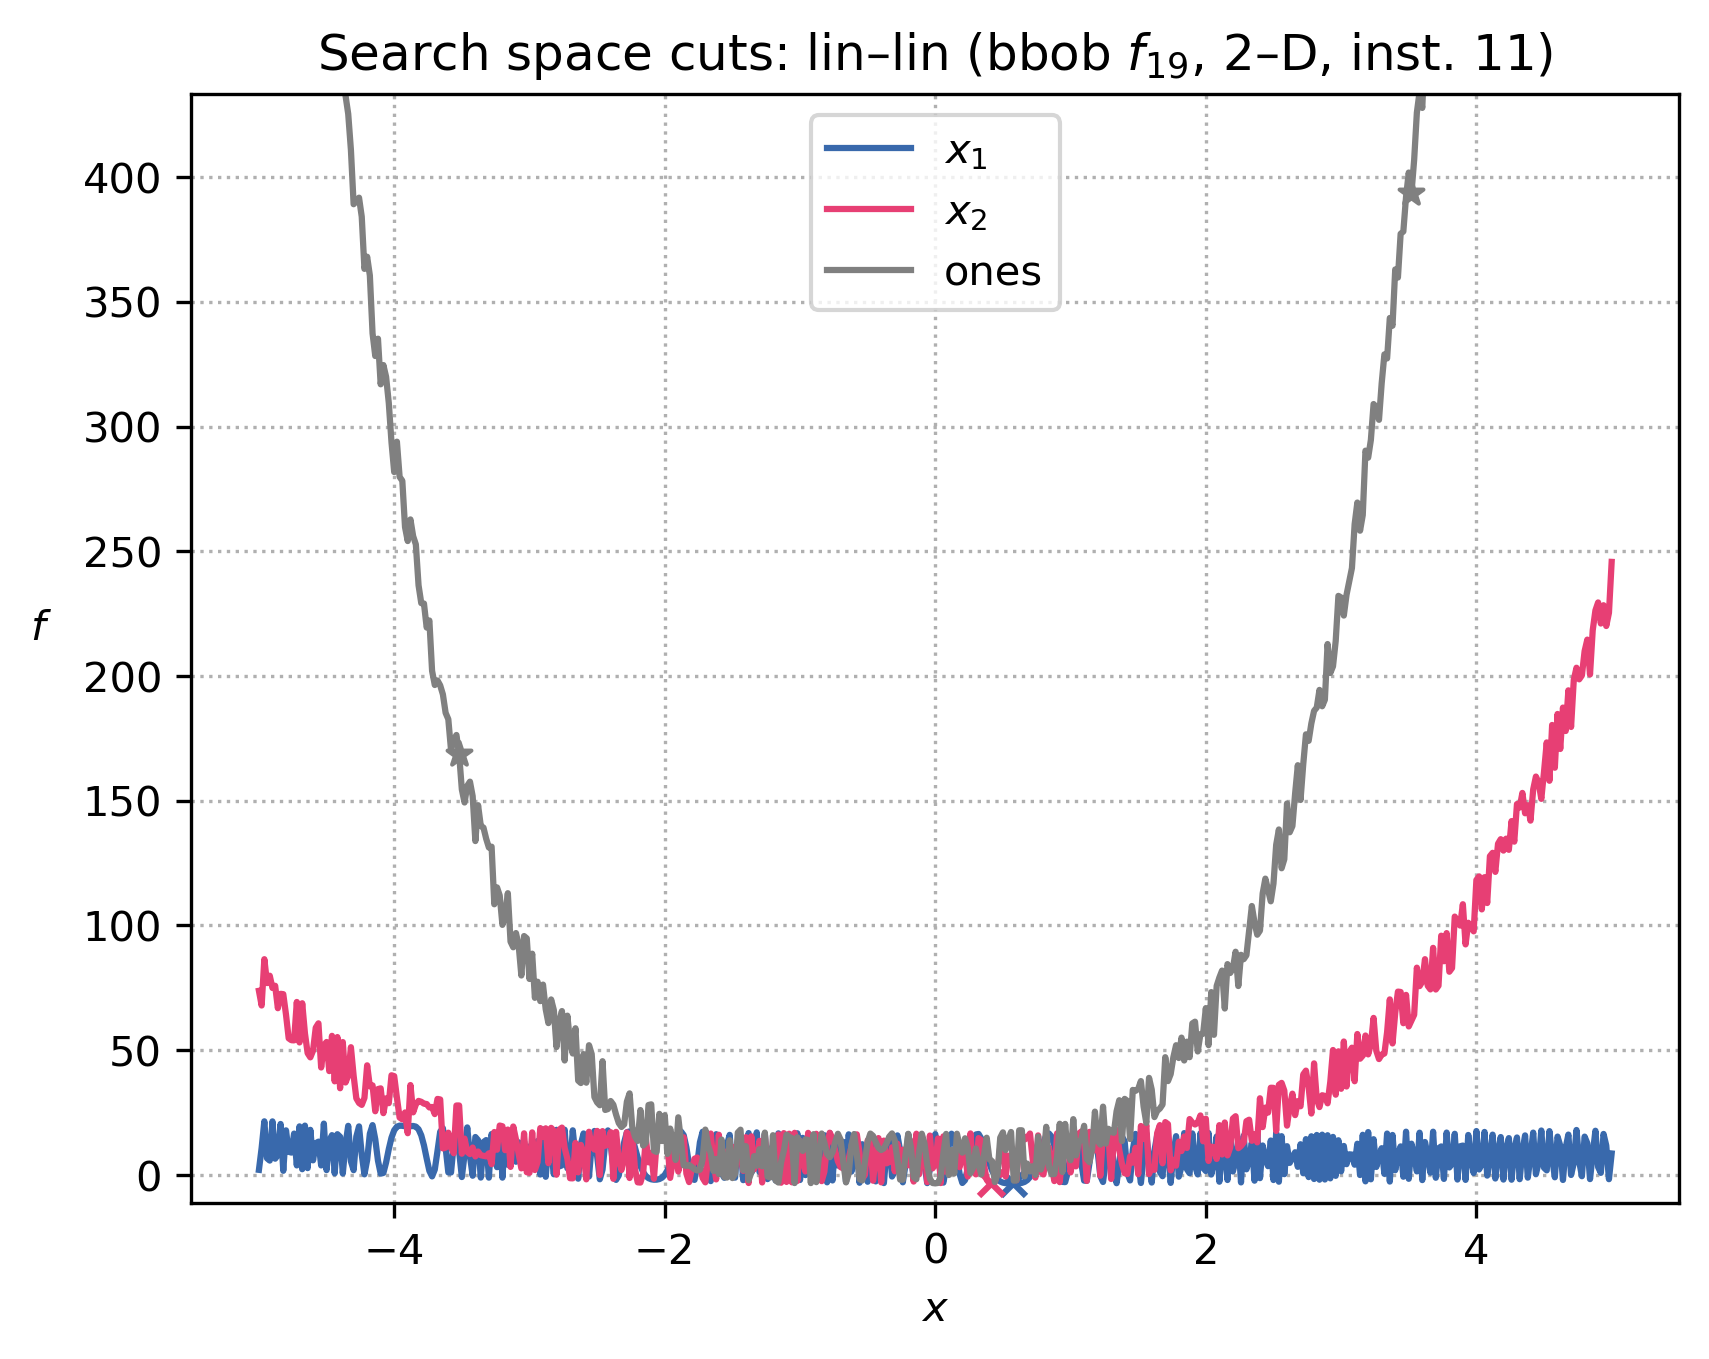 Search space cuts: lin–lin (bbob f₁₉, 2–D, inst. 11)
x₁
x₂
ones
400
350
300
250
200
150
100
50
0
f
−4
−2
0
2
4
x